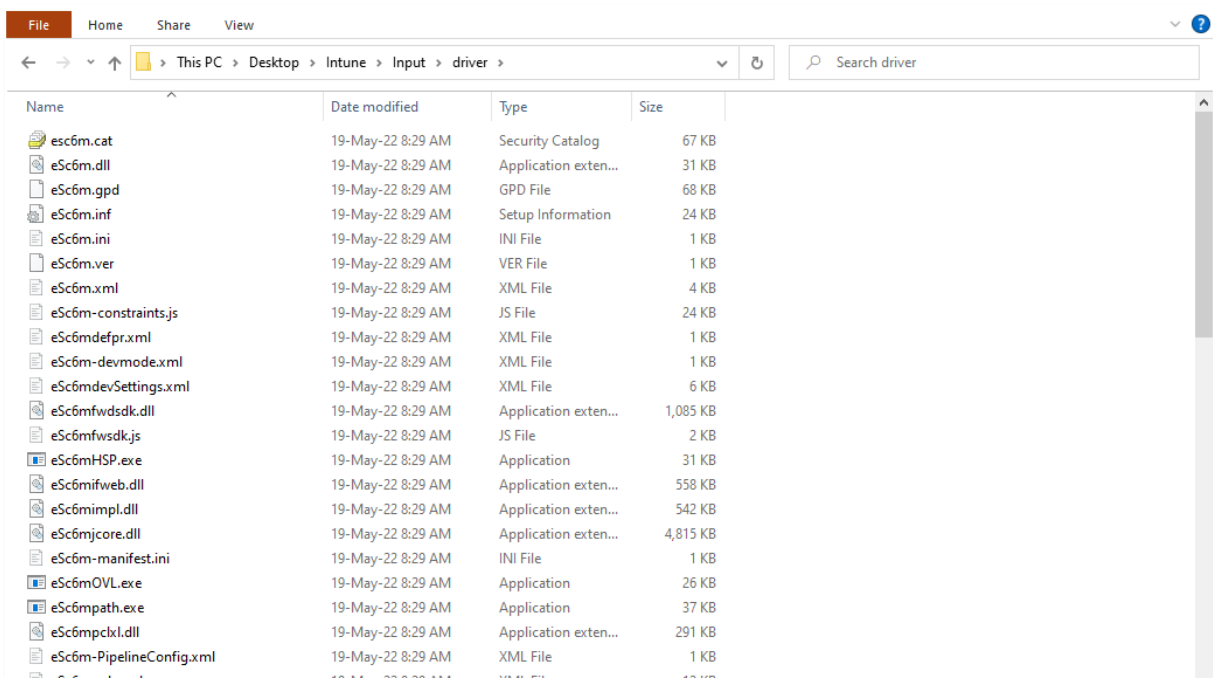 File Home Share View
This PC Desktop Intune Input driver Search driver
Name Date modified Type Size
esc6m.cat 19-May-22 8:29 AM Security Catalog 67 KB
eSc6m.dll 19-May-22 8:29 AM Application exten... 31 KB
eSc6m.gpd 19-May-22 8:29 AM GPD File 68 KB
eSc6m.inf 19-May-22 8:29 AM Setup Information 24 KB
eSc6m.ini 19-May-22 8:29 AM INI File 1 KB
eSc6m.ver 19-May-22 8:29 AM VER File 1 KB
eSc6m.xml 19-May-22 8:29 AM XML File 4 KB
eSc6m-constraints.js 19-May-22 8:29 AM JS File 24 KB
eSc6mdefpr.xml 19-May-22 8:29 AM XML File 1 KB
eSc6m-devmode.xml 19-May-22 8:29 AM XML File 1 KB
eSc6mdevSettings.xml 19-May-22 8:29 AM XML File 6 KB
eSc6mfwdsdk.dll 19-May-22 8:29 AM Application exten... 1,085 KB
eSc6mfwsdk.js 19-May-22 8:29 AM JS File 2 KB
eSc6mHSP.exe 19-May-22 8:29 AM Application 31 KB
eSc6mifweb.dll 19-May-22 8:29 AM Application exten... 558 KB
eSc6mimpl.dll 19-May-22 8:29 AM Application exten... 542 KB
eSc6mjcore.dll 19-May-22 8:29 AM Application exten... 4,815 KB
eSc6m-manifest.ini 19-May-22 8:29 AM INI File 1 KB
eSc6mOVL.exe 19-May-22 8:29 AM Application 26 KB
eSc6mpath.exe 19-May-22 8:29 AM Application 37 KB
eSc6mpclxl.dll 19-May-22 8:29 AM Application exten... 291 KB
eSc6m-PipelineConfig.xml 19-May-22 8:29 AM XML File 1 KB